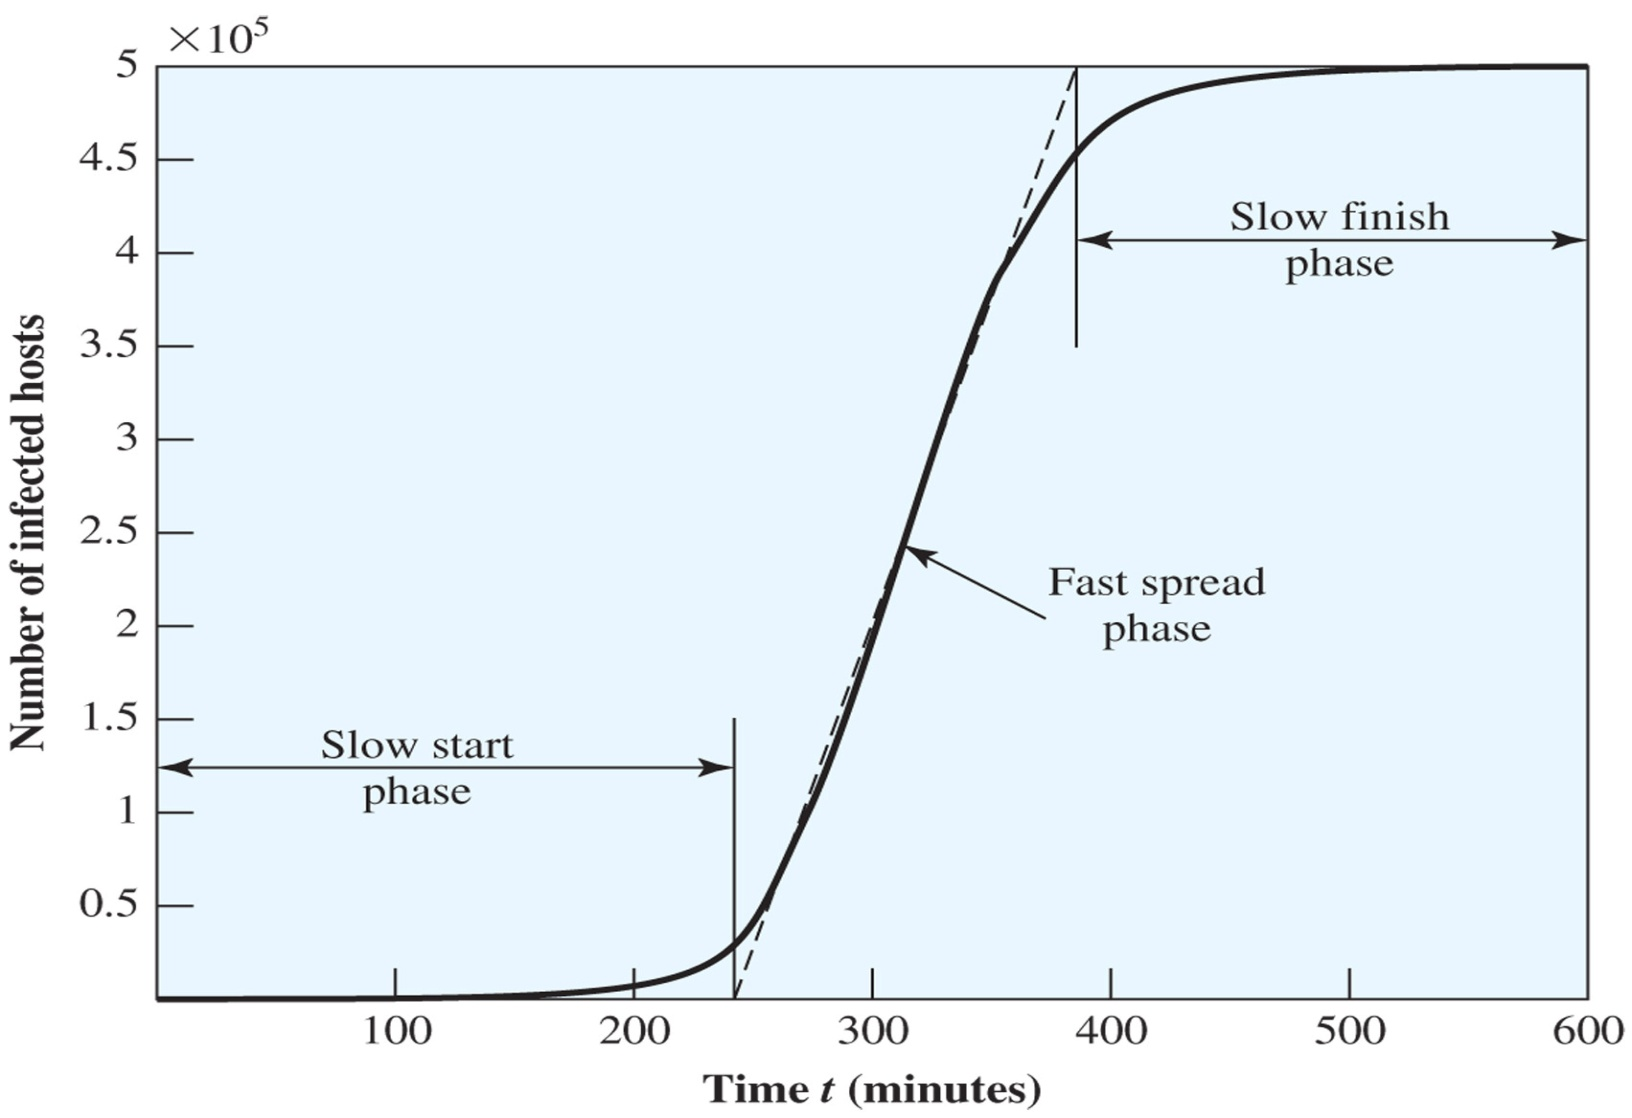 ×10⁵
5
4.5
4
3.5
3
2.5
2
1.5
1
0.5
Number of infected hosts
Slow finish
phase
Fast spread
phase
Slow start
phase
100 200 300 400 500 600
Time t (minutes)